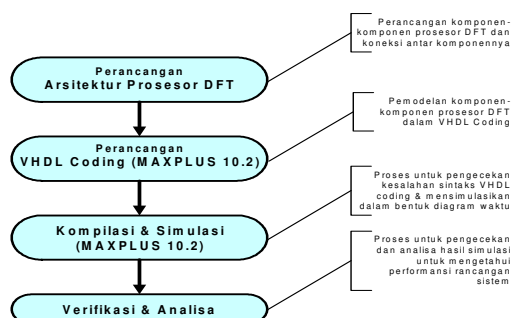 Perancangan
Arsitektur Prosesor DFT
Perancangan komponen-
komponen prosesor DFT dan
koneksi antar komponennya
Perancangan
VHDL Coding (MAXPLUS 10.2)
Pemodelan komponen-
komponen prosesor DFT
dalam VHDL Coding
Kompilasi & Simulasi
(MAXPLUS 10.2)
Proses untuk pengecekan
kesalahan sintaks VHDL
coding & mensimulasikan
dalam bentuk diagram waktu
Verifikasi & Analisa
Proses untuk pengecekan
dan analisa hasil simulasi
untuk mengetahui
performansi rancangan
sistem